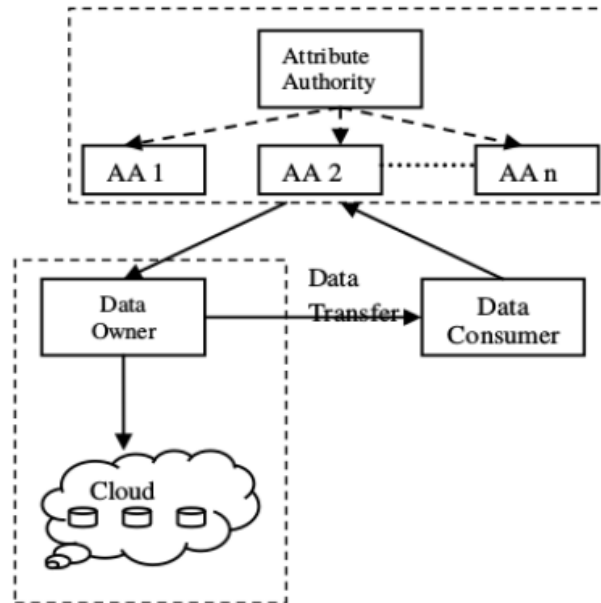 Attribute
Authority
AA 1
AA 2
AA n
Data
Owner
Data
Transfer
Data
Consumer
Cloud